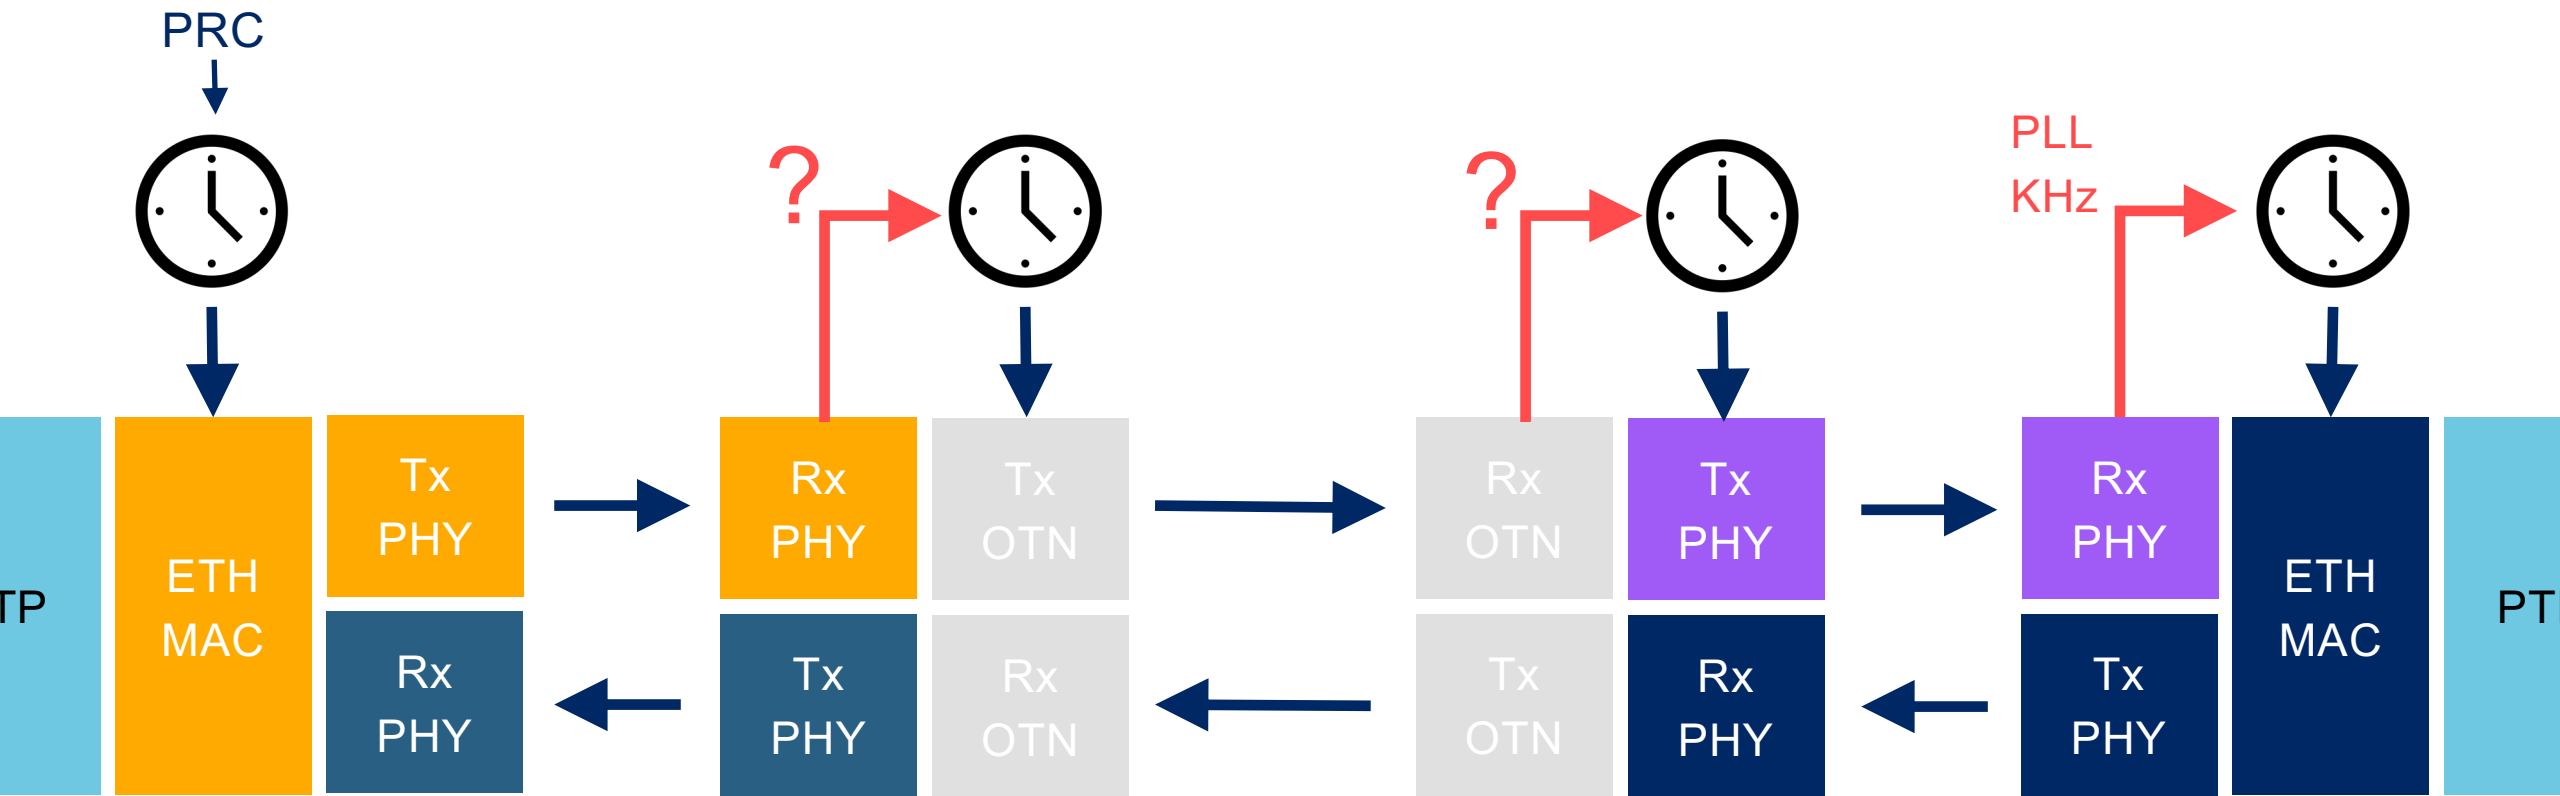 PRC
?
?
PLL
KHz
TP
ETH
MAC
Tx
PHY
Rx
PHY
Rx
PHY
Tx
PHY
Tx
OTN
Rx
OTN
Rx
OTN
Tx
OTN
Tx
PHY
Rx
PHY
Rx
PHY
Tx
PHY
ETH
MAC
PT